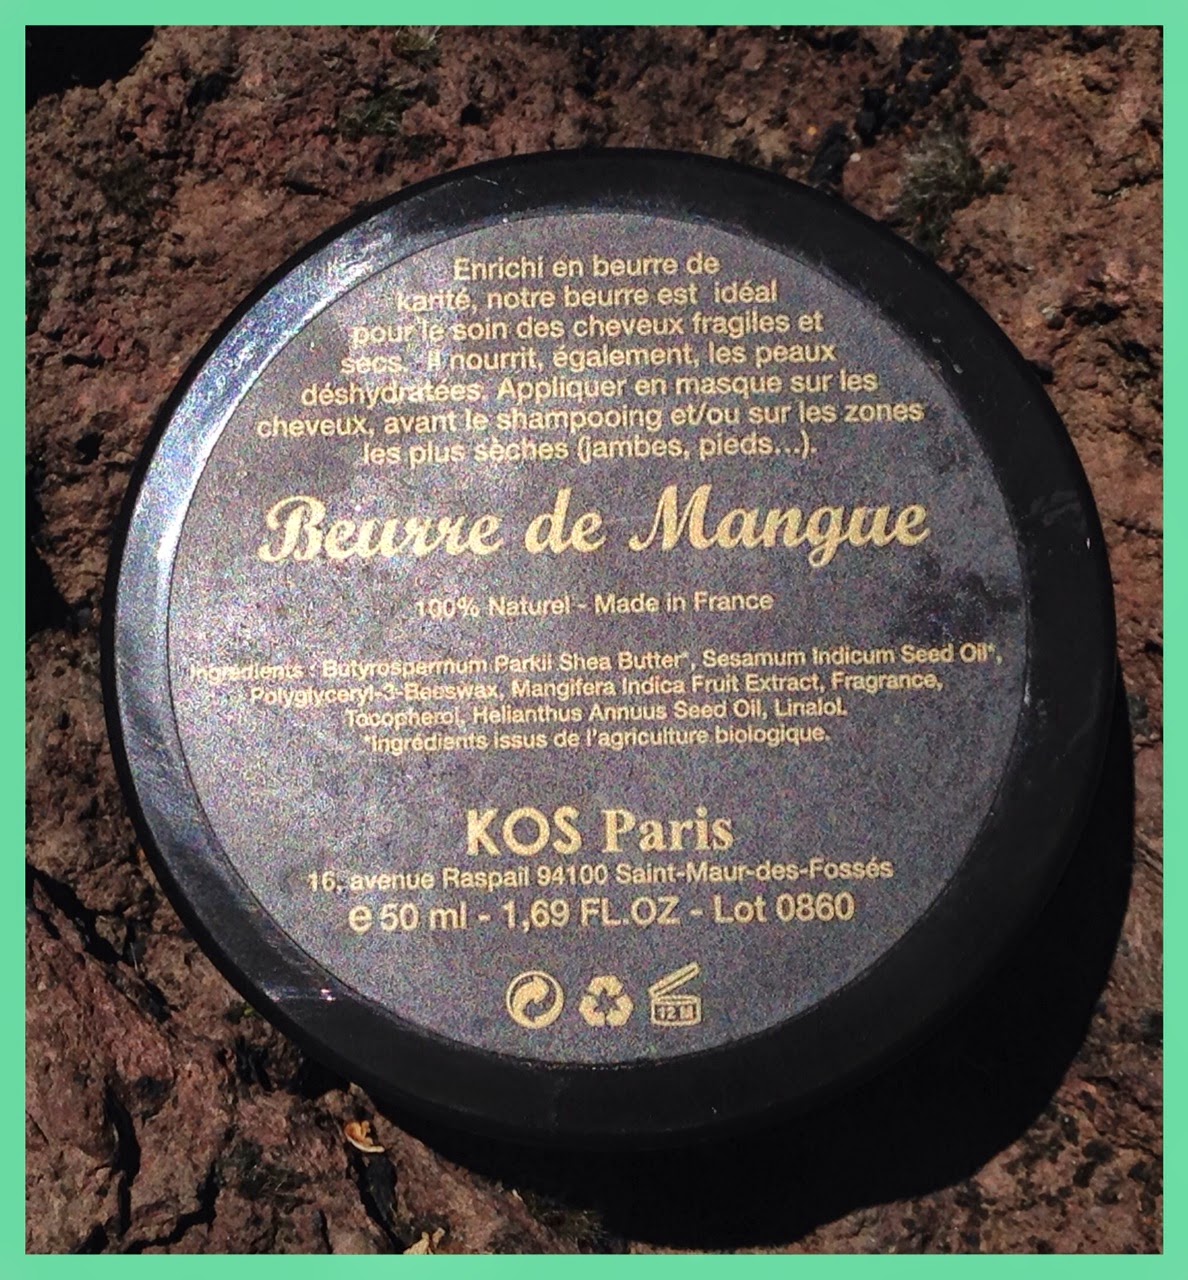 Enrichi en beurre de
karité, notre beurre est idéal
pour le soin des cheveux fragiles et
secs. Il nourrit, également, les peaux
déshydratées. Appliquer en masque sur les
cheveux, avant le shampooing et/ou sur les zones
les plus sèches (jambes, pieds...).
Beurre de Mangue
100% Naturel - Made in France
Ingrédients : Butyrospermum Parkii Shea Butter*, Sesamum Indicum Seed Oil*,
Polyglyceryl-3-Beeswax, Mangifera Indica Fruit Extract, Fragrance,
Tocopherol, Helianthus Annuus Seed Oil, Linalol.
*Ingrédients issus de l'agriculture biologique.
KOS Paris
16, avenue Raspail 94100 Saint-Maur-des-Fossés
e 50 ml - 1,69 FL.OZ - Lot 0860
12 M